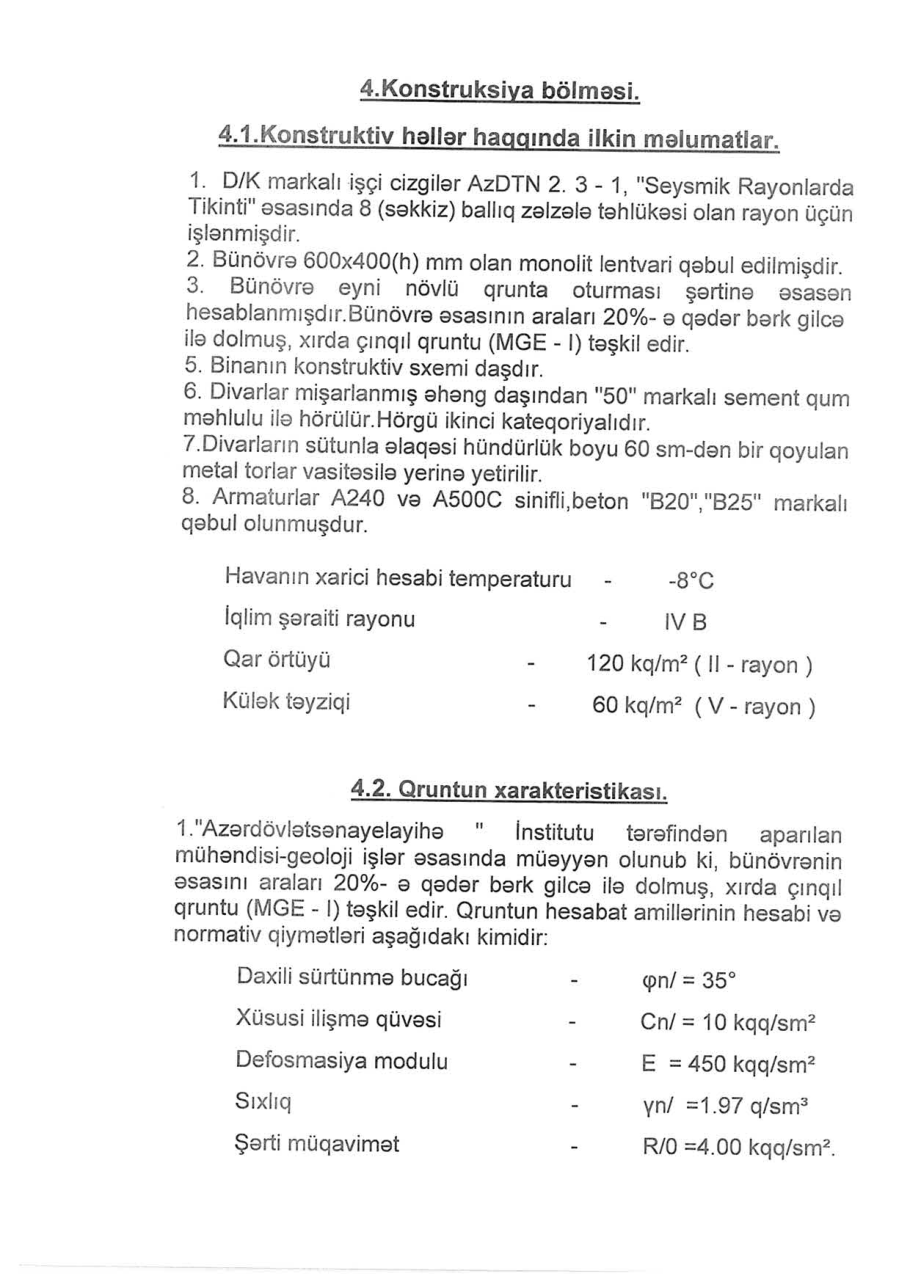 4.Konstruksiya bölməsi.
4.1.Konstruktiv həllər haqqında ilkin məlumatlar.
1. D/K markalı işçi cizgilər AzDTN 2. 3 - 1, "Seysmik Rayonlarda
Tikinti" əsasında 8 (səkkiz) ballıq zəlzələ təhlükəsi olan rayon üçün
işlənmişdir.
2. Bünövrə 600x400(h) mm olan monolit lentvari qəbul edilmişdir.
3. Bünövrə eyni növlü qrunta oturması şərtinə əsasən
hesablanmışdır.Bünövrə əsasının araları 20%- ə qədər bərk gilcə
ilə dolmuş, xırda çınqıl qruntu (MGE - I) təşkil edir.
5. Binanın konstruktiv sxemi daşdır.
6. Divarlar mişarlanmış əhəng daşından "50" markalı sement qum
məhlulu ilə hörülür.Hörgü ikinci kateqoriyalıdır.
7.Divarların sütunla əlaqəsi hündürlük boyu 60 sm-dən bir qoyulan
metal torlar vasitəsilə yerinə yetirilir.
8. Armaturlar A240 və A500C sinifli,beton "B20","B25" markalı
qəbul olunmuşdur.
Havanın xarici hesabi temperaturu - -8°C
İqlim şəraiti rayonu - IV B
Qar örtüyü - 120 kq/m² ( II - rayon )
Külək təyziqi - 60 kq/m² ( V - rayon )
4.2. Qruntun xarakteristikası.
1."Azərdövlətsənayelayihə " İnstitutu tərəfindən aparılan
mühəndisi-geoloji işlər əsasında müəyyən olunub ki, bünövrənin
əsasını araları 20%- ə qədər bərk gilcə ilə dolmuş, xırda çınqıl
qruntu (MGE - I) təşkil edir. Qruntun hesabat amillərinin hesabi və
normativ qiymətləri aşağıdakı kimidir:
Daxili sürtünmə bucağı - φn/ = 35°
Xüsusi ilişmə qüvəsi - Cn/ = 10 kqq/sm²
Defosmasiya modulu - E = 450 kqq/sm²
Sıxlıq - γn/ =1.97 q/sm³
Şərti müqavimət - R/0 =4.00 kqq/sm².